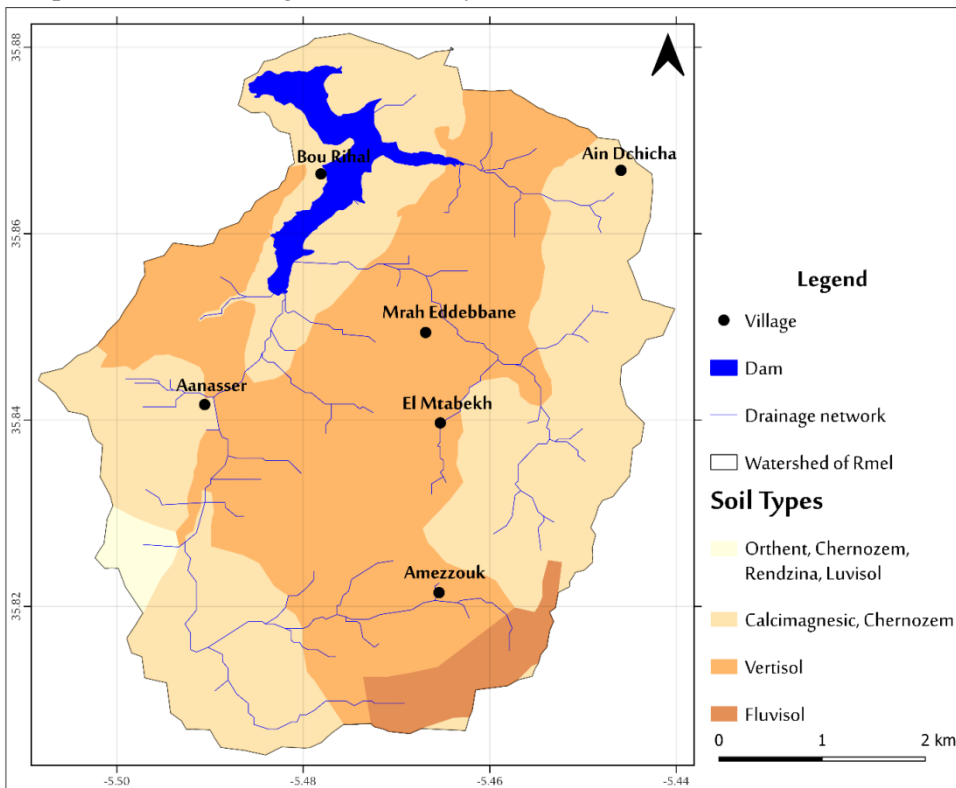 35.88
35.86
35.84
35.82
Bou Rihal
Ain Dchicha
Mrah Eddebbane
Aanasser
El Mtabekh
Amezzouk
-5.50
-5.48
-5.46
-5.44
Legend
Village
Dam
Drainage network
Watershed of Rmel
Soil Types
Orthent, Chernozem,
Rendzina, Luvisol
Calcimagnesic, Chernozem
Vertisol
Fluvisol
0 1 2 km